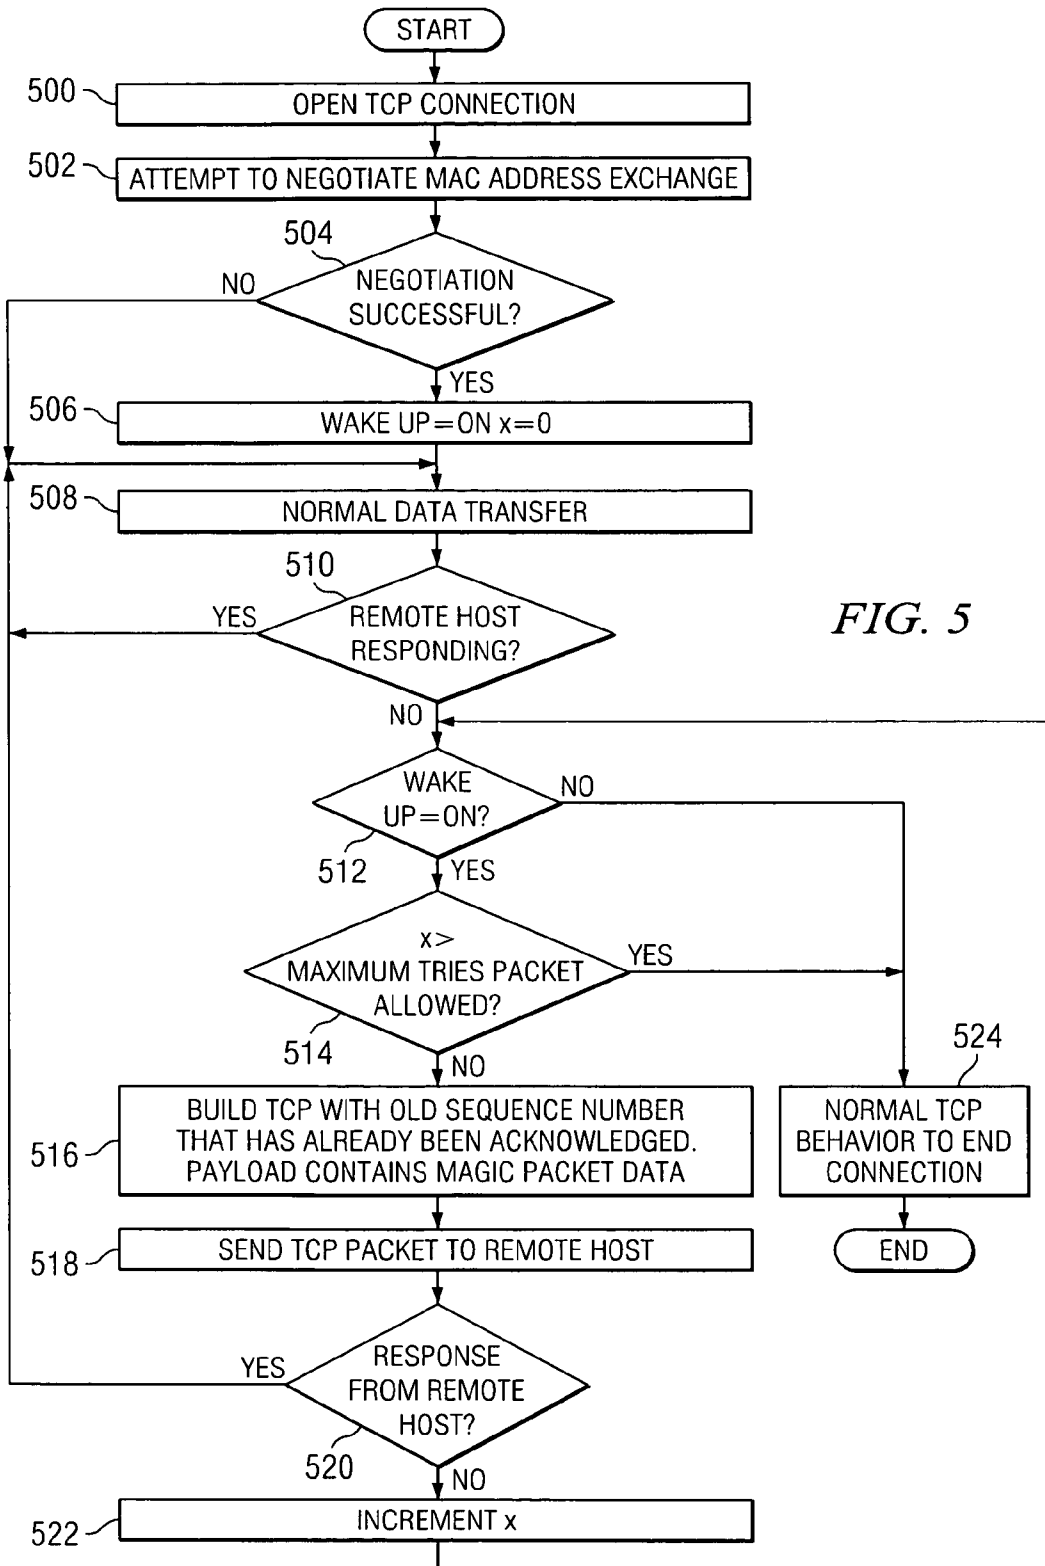 START
500
OPEN TCP CONNECTION
502
ATTEMPT TO NEGOTIATE MAC ADDRESS EXCHANGE
504
NEGOTIATION
SUCCESSFUL?
NO
YES
506
WAKE UP=ON x=0
508
NORMAL DATA TRANSFER
510
REMOTE HOST
RESPONDING?
YES
FIG. 5
NO
WAKE
UP=ON?
NO
512
YES
x>
MAXIMUM TRIES PACKET
ALLOWED?
YES
514
NO
516
BUILD TCP WITH OLD SEQUENCE NUMBER
THAT HAS ALREADY BEEN ACKNOWLEDGED.
PAYLOAD CONTAINS MAGIC PACKET DATA
524
NORMAL TCP
BEHAVIOR TO END
CONNECTION
518
SEND TCP PACKET TO REMOTE HOST
END
YES
RESPONSE
FROM REMOTE
HOST?
520
NO
522
INCREMENT x